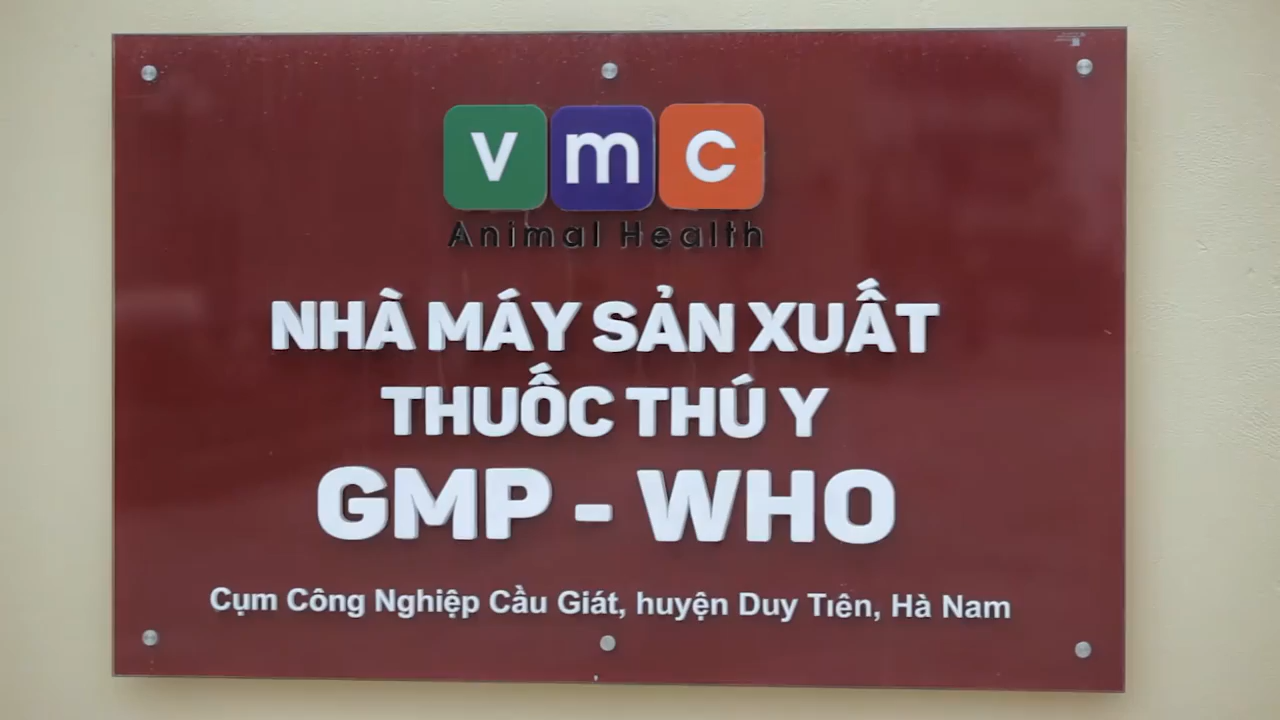 vmc
Animal Health
NHÀ MÁY SẢN XUẤT
THUỐC THÚ Y
GMP - WHO
Cụm Công Nghiệp Cầu Giát, huyện Duy Tıên, Hà Nam